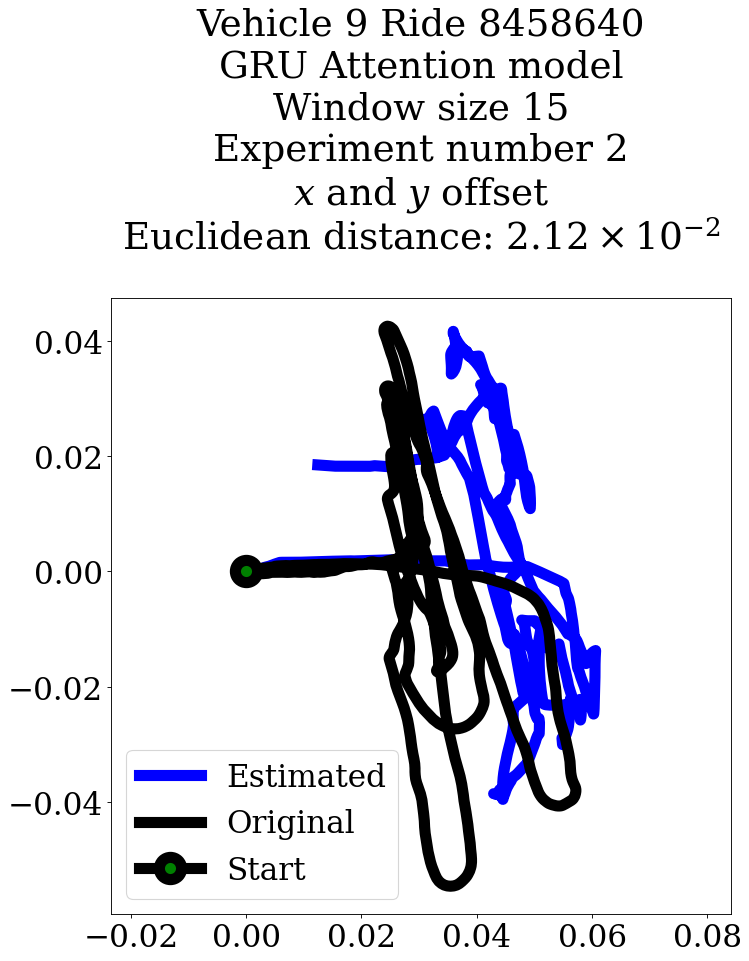 Vehicle 9 Ride 8458640
GRU Attention model
Window size 15
Experiment number 2
x and y offset
Euclidean distance: 2.12 × 10⁻²
0.04
0.02
0.00
−0.02
−0.04
Estimated
Original
Start
−0.02 0.00 0.02 0.04 0.06 0.08